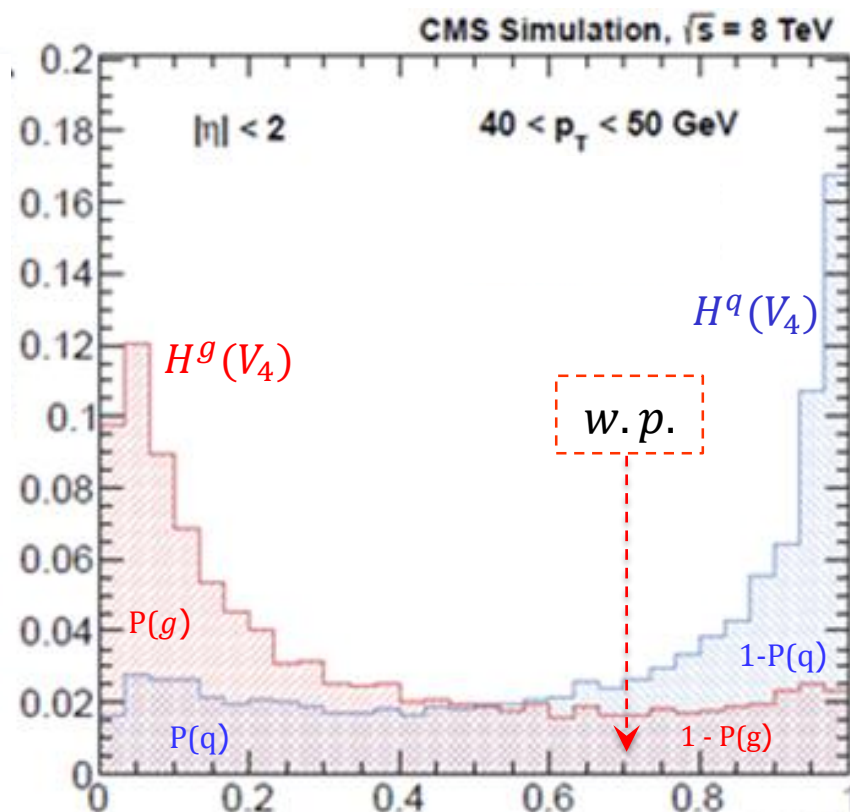 CMS Simulation, √s = 8 TeV
0.2
|η| < 2
40 < p_T < 50 GeV
0.18
0.16
0.14
H^q(V_4)
0.12
H^g(V_4)
0.1
w.p.
0.08
0.06
0.04
P(g)
1-P(q)
0.02
P(q)
1 - P(g)
0
0
0.2
0.4
0.6
0.8
1